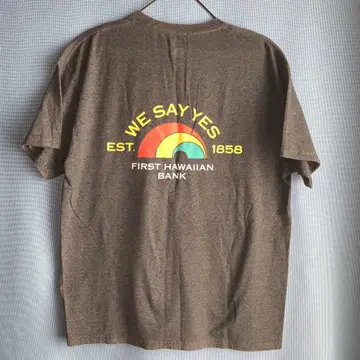 WE SAY YES
EST. 1858
FIRST HAWAIIAN
BANK